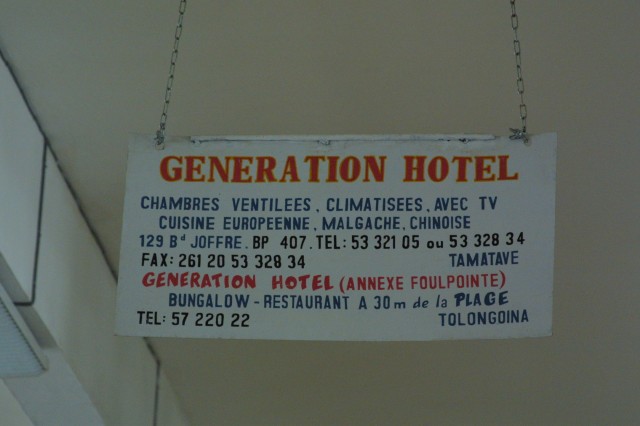 GENERATION HOTEL
CHAMBRES VENTILEES, CLIMATISEES, AVEC TV
CUISINE EUROPEENNE, MALGACHE, CHINOISE
129 Bd JOFFRE. BP 407. TEL: 53 321 05 ou 53 328 34
FAX: 261 20 53 328 34 TAMATAVE
GENERATION HOTEL (ANNEXE FOULPOINTE)
BUNGALOW - RESTAURANT A 30m de la PLAGE
TEL: 57 220 22 TOLONGOINA